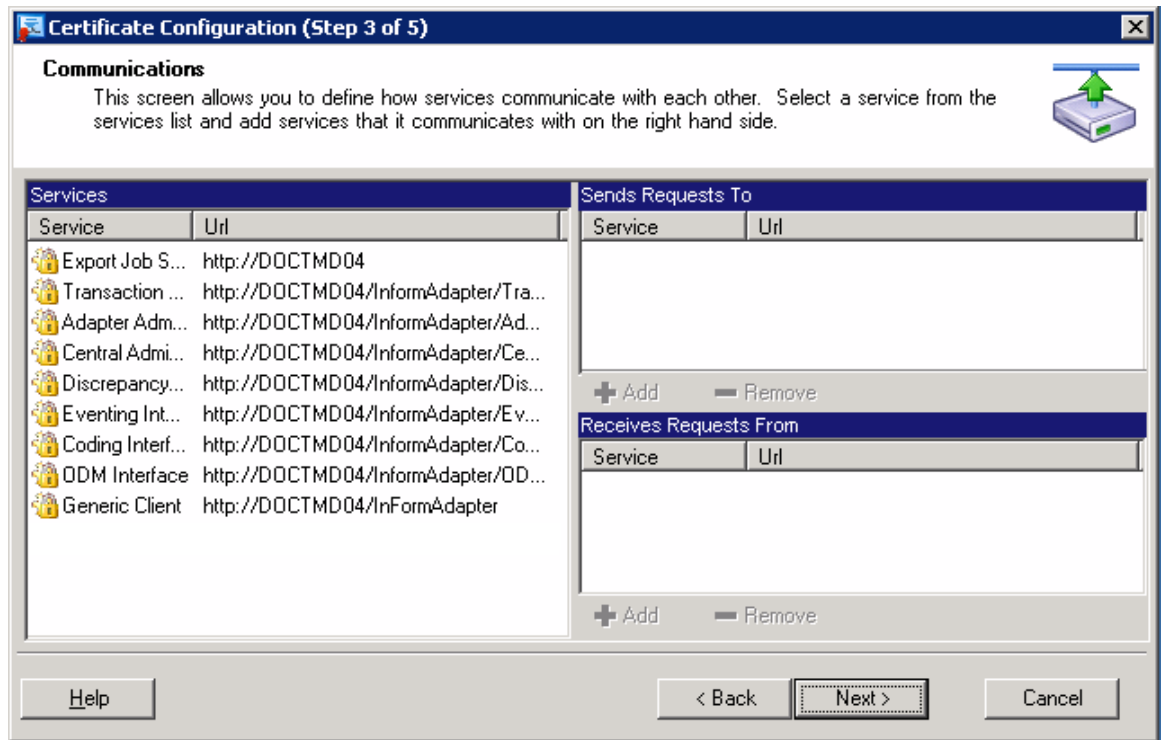 Certificate Configuration (Step 3 of 5)
Communications
This screen allows you to define how services communicate with each other. Select a service from the
services list and add services that it communicates with on the right hand side.
Services
Service Url
Export Job S... http://DOCTMD04
Transaction ... http://DOCTMD04/InformAdapter/Tra...
Adapter Adm... http://DOCTMD04/InformAdapter/Ad...
Central Admi... http://DOCTMD04/InformAdapter/Ce...
Discrepancy... http://DOCTMD04/InformAdapter/Dis...
Eventing Int... http://DOCTMD04/InformAdapter/Ev...
Coding Interf... http://DOCTMD04/InformAdapter/Co...
ODM Interface http://DOCTMD04/InformAdapter/OD...
Generic Client http://DOCTMD04/InFormAdapter
Sends Requests To
Service Url
Add Remove
Receives Requests From
Service Url
Add Remove
Help < Back Next > Cancel